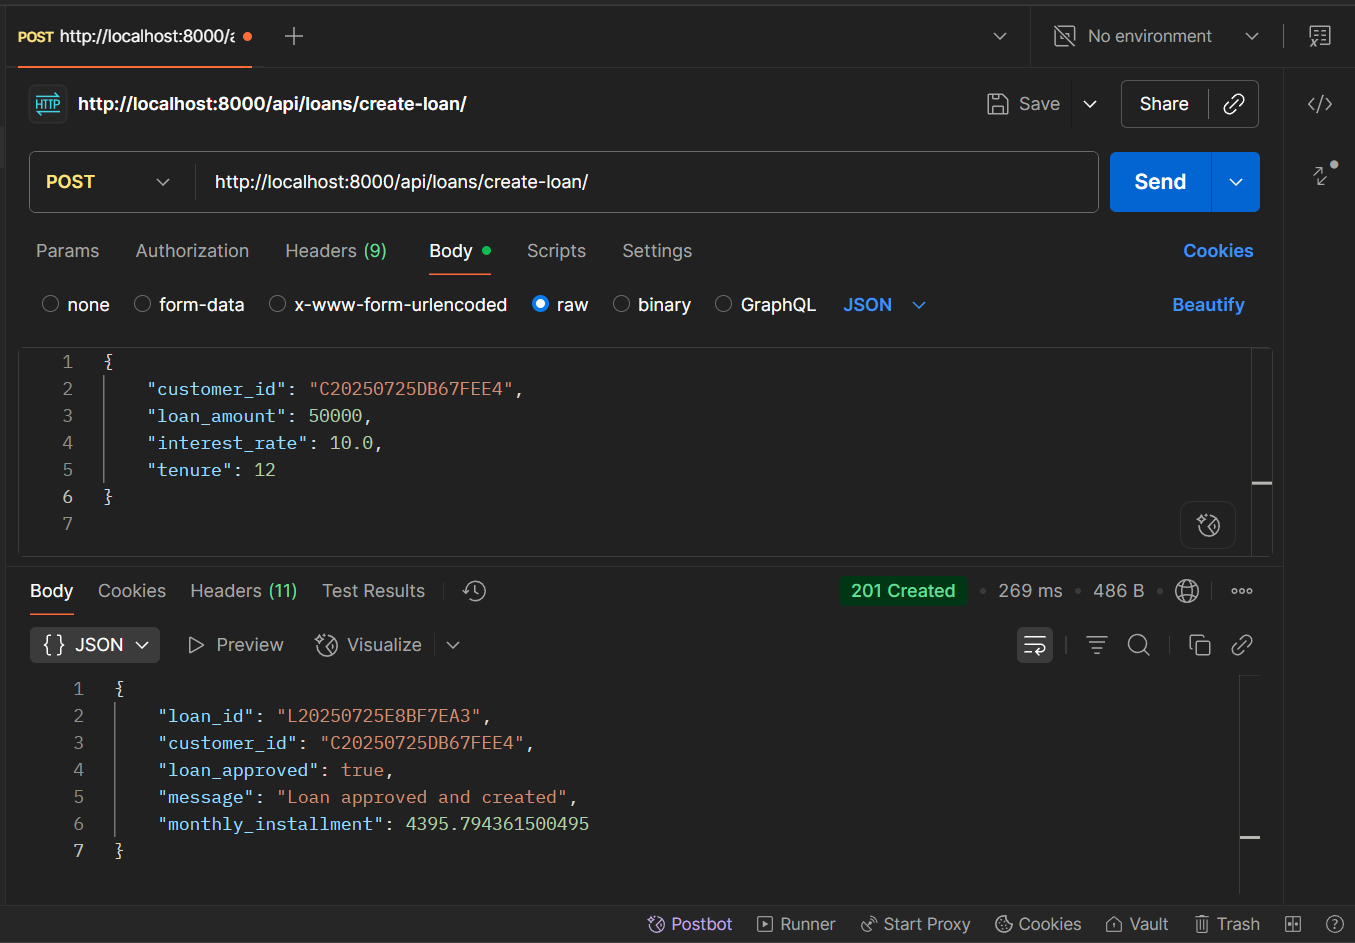 POST http://localhost:8000/a
No environment
HTTP http://localhost:8000/api/loans/create-loan/
Save
Share
POST
http://localhost:8000/api/loans/create-loan/
Send
Params Authorization Headers (9) Body Scripts Settings Cookies
none form-data x-www-form-urlencoded raw binary GraphQL JSON Beautify
1 {
2 "customer_id": "C20250725DB67FEE4",
3 "loan_amount": 50000,
4 "interest_rate": 10.0,
5 "tenure": 12
6 }
7
Body Cookies Headers (11) Test Results 201 Created • 269 ms • 486 B •
{} JSON Preview Visualize
1 {
2 "loan_id": "L20250725E8BF7EA3",
3 "customer_id": "C20250725DB67FEE4",
4 "loan_approved": true,
5 "message": "Loan approved and created",
6 "monthly_installment": 4395.794361500495
7 }
Postbot Runner Start Proxy Cookies Vault Trash